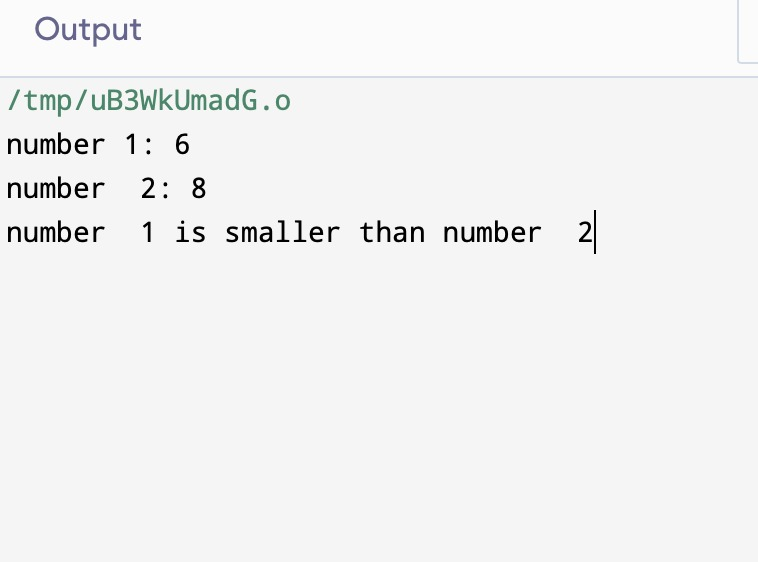 Output
/tmp/uB3WkUmadG.o
number 1: 6
number  2: 8
number  1 is smaller than number  2